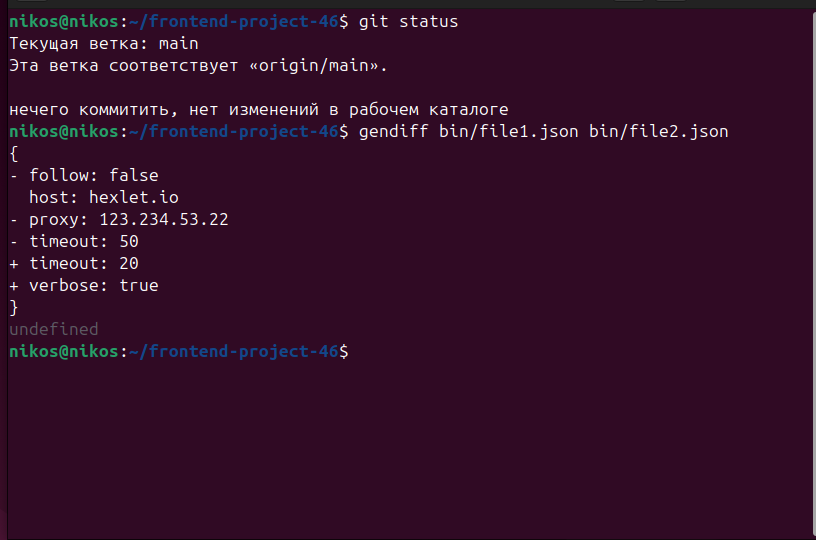 nikos@nikos:~/frontend-project-46$ git status
Текущая ветка: main
Эта ветка соответствует «origin/main».
нечего коммитить, нет изменений в рабочем каталоге
nikos@nikos:~/frontend-project-46$ gendiff bin/file1.json bin/file2.json
{
- follow: false
  host: hexlet.io
- proxy: 123.234.53.22
- timeout: 50
+ timeout: 20
+ verbose: true
}
undefined
nikos@nikos:~/frontend-project-46$